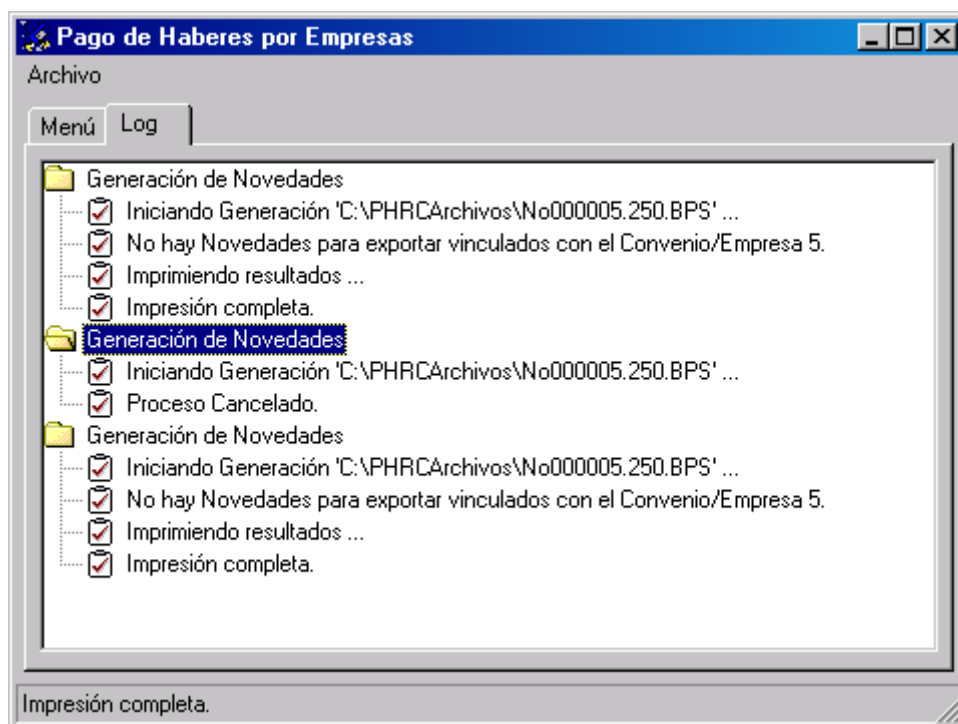 Pago de Haberes por Empresas
Archivo
Menú Log
Generación de Novedades
Iniciando Generación 'C:\PHRCArchivos\No000005.250.BPS' ...
No hay Novedades para exportar vinculados con el Convenio/Empresa 5.
Imprimiendo resultados ...
Impresión completa.
Generación de Novedades
Iniciando Generación 'C:\PHRCArchivos\No000005.250.BPS' ...
Proceso Cancelado.
Generación de Novedades
Iniciando Generación 'C:\PHRCArchivos\No000005.250.BPS' ...
No hay Novedades para exportar vinculados con el Convenio/Empresa 5.
Imprimiendo resultados ...
Impresión completa.
Impresión completa.